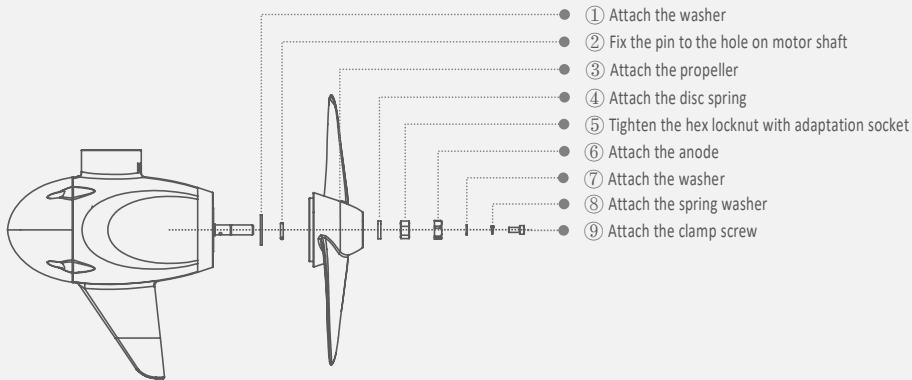 ① Attach the washer
② Fix the pin to the hole on motor shaft
③ Attach the propeller
④ Attach the disc spring
⑤ Tighten the hex locknut with adaptation socket
⑥ Attach the anode
⑦ Attach the washer
⑧ Attach the spring washer
⑨ Attach the clamp screw